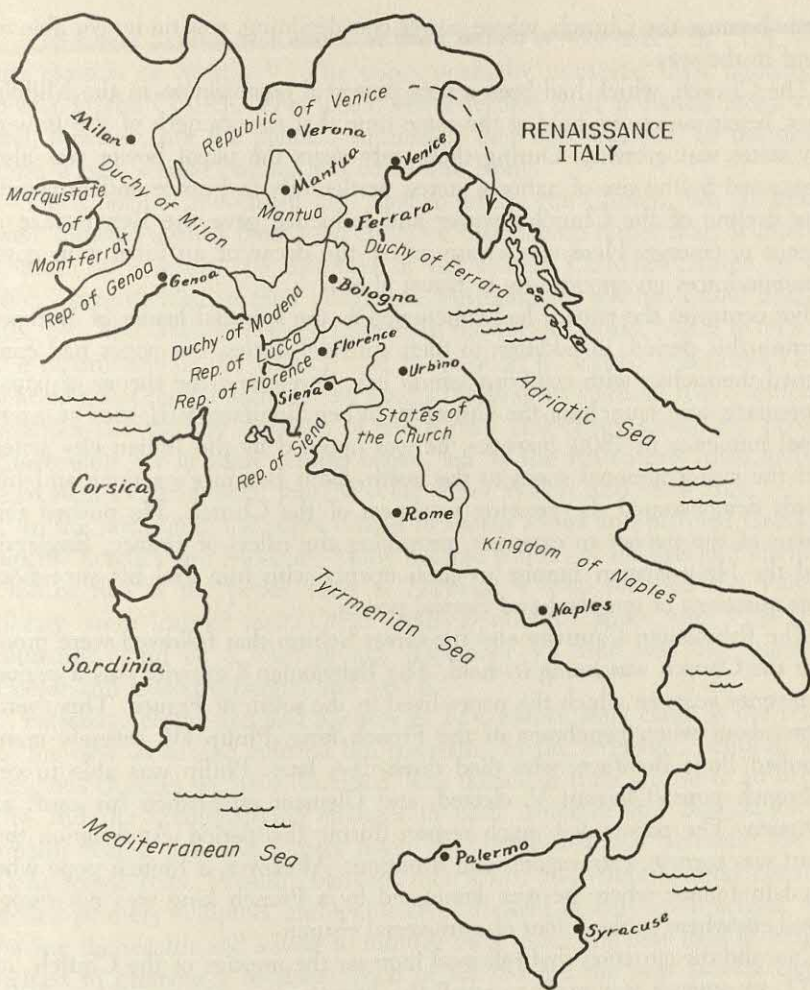 RENAISSANCE
ITALY
Republic of Venice
Milan
Verona
Venice
Mantua
Duchy of Milan
Mantua
Marquistate
of
Montferrat
Ferrara
Duchy of Ferrara
Rep. of Genoa
Genoa
Bologna
Duchy of Modena
Rep. of Lucca
Florence
Rep. of Florence
Urbino
Siena
Adriatic Sea
States of
the Church
Rep. of Siena
Corsica
Rome
Kingdom of Naples
Tyrrmenian Sea
Naples
Sardinia
Mediterranean Sea
Palermo
Syracuse